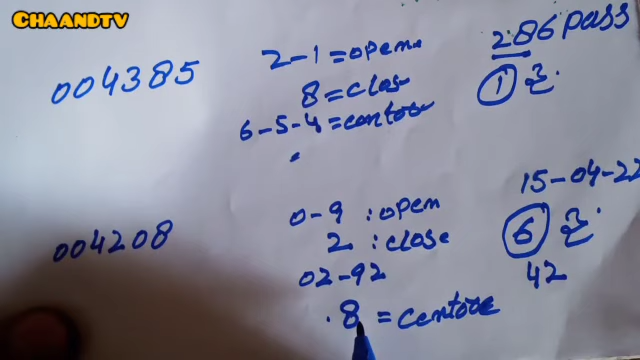 CHAANDTV
286 PASS
2-1=open
004385
8=close
① 
6-5-4=centore
15-04-22
0-9 :open
004208
2 :close
⑥
02-92
42
.8 = centore